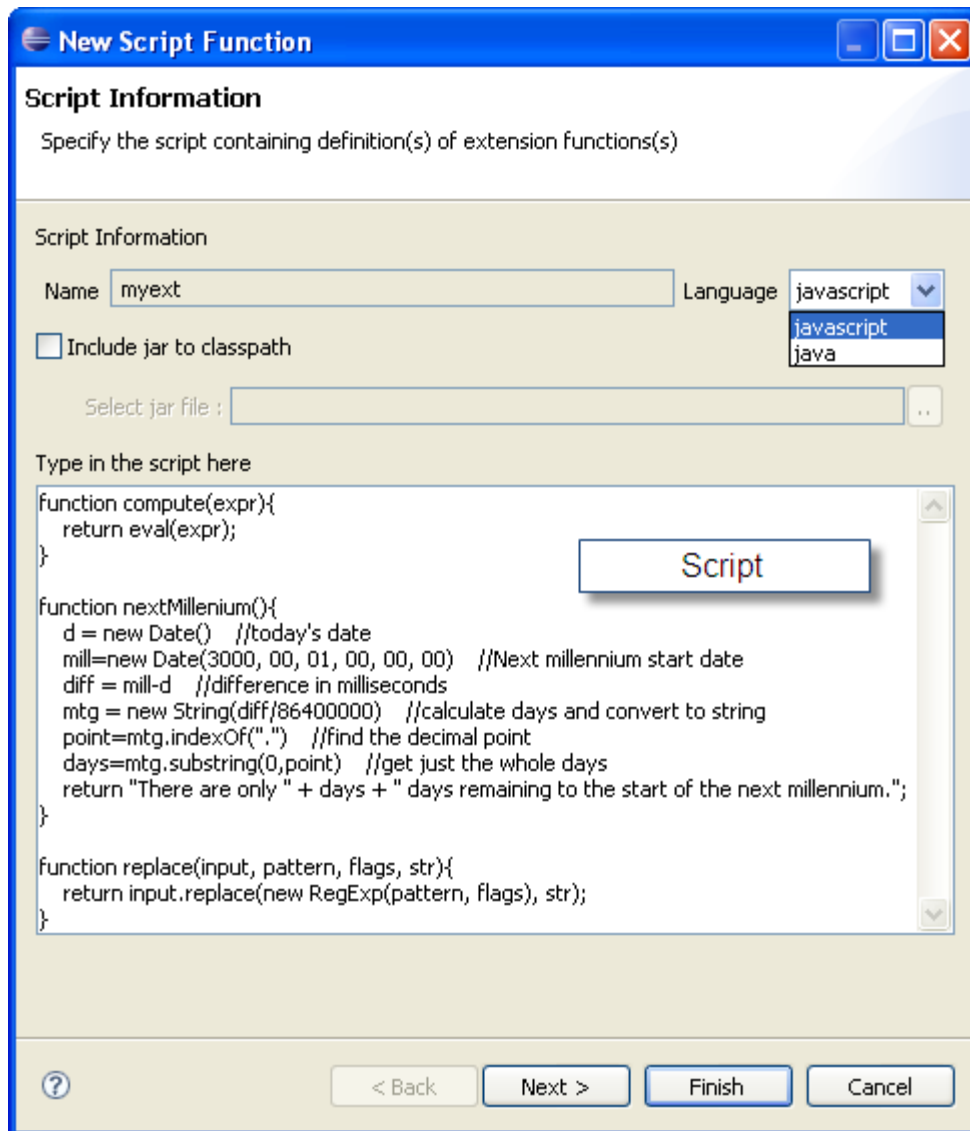 New Script Function
Script Information
Specify the script containing definition(s) of extension functions(s)
Script Information
Name myext Language javascript
javascript
java
Include jar to classpath
Select jar file : ..
Type in the script here
function compute(expr){
return eval(expr);
}
Script
function nextMillenium(){
d = new Date() //today's date
mill=new Date(3000, 00, 01, 00, 00, 00) //Next millennium start date
diff = mill-d //difference in milliseconds
mtg = new String(diff/86400000) //calculate days and convert to string
point=mtg.indexOf(".") //find the decimal point
days=mtg.substring(0,point) //get just the whole days
return "There are only " + days + " days remaining to the start of the next millennium.";
}
function replace(input, pattern, flags, str){
return input.replace(new RegExp(pattern, flags), str);
}
? < Back Next > Finish Cancel